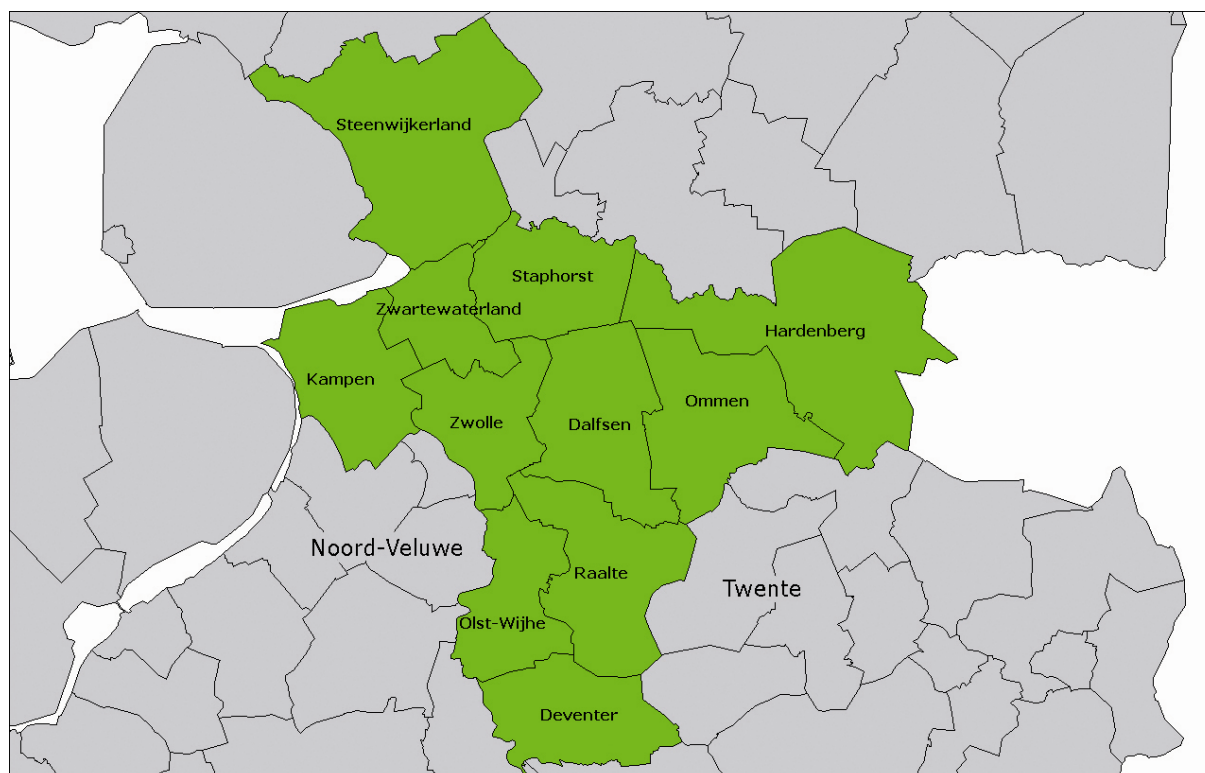 Steenwijkerland
Staphorst
Zwartewaterland
Hardenberg
Kampen
Ommen
Zwolle
Dalfsen
Noord-Veluwe
Raalte
Twente
Olst-Wijhe
Deventer